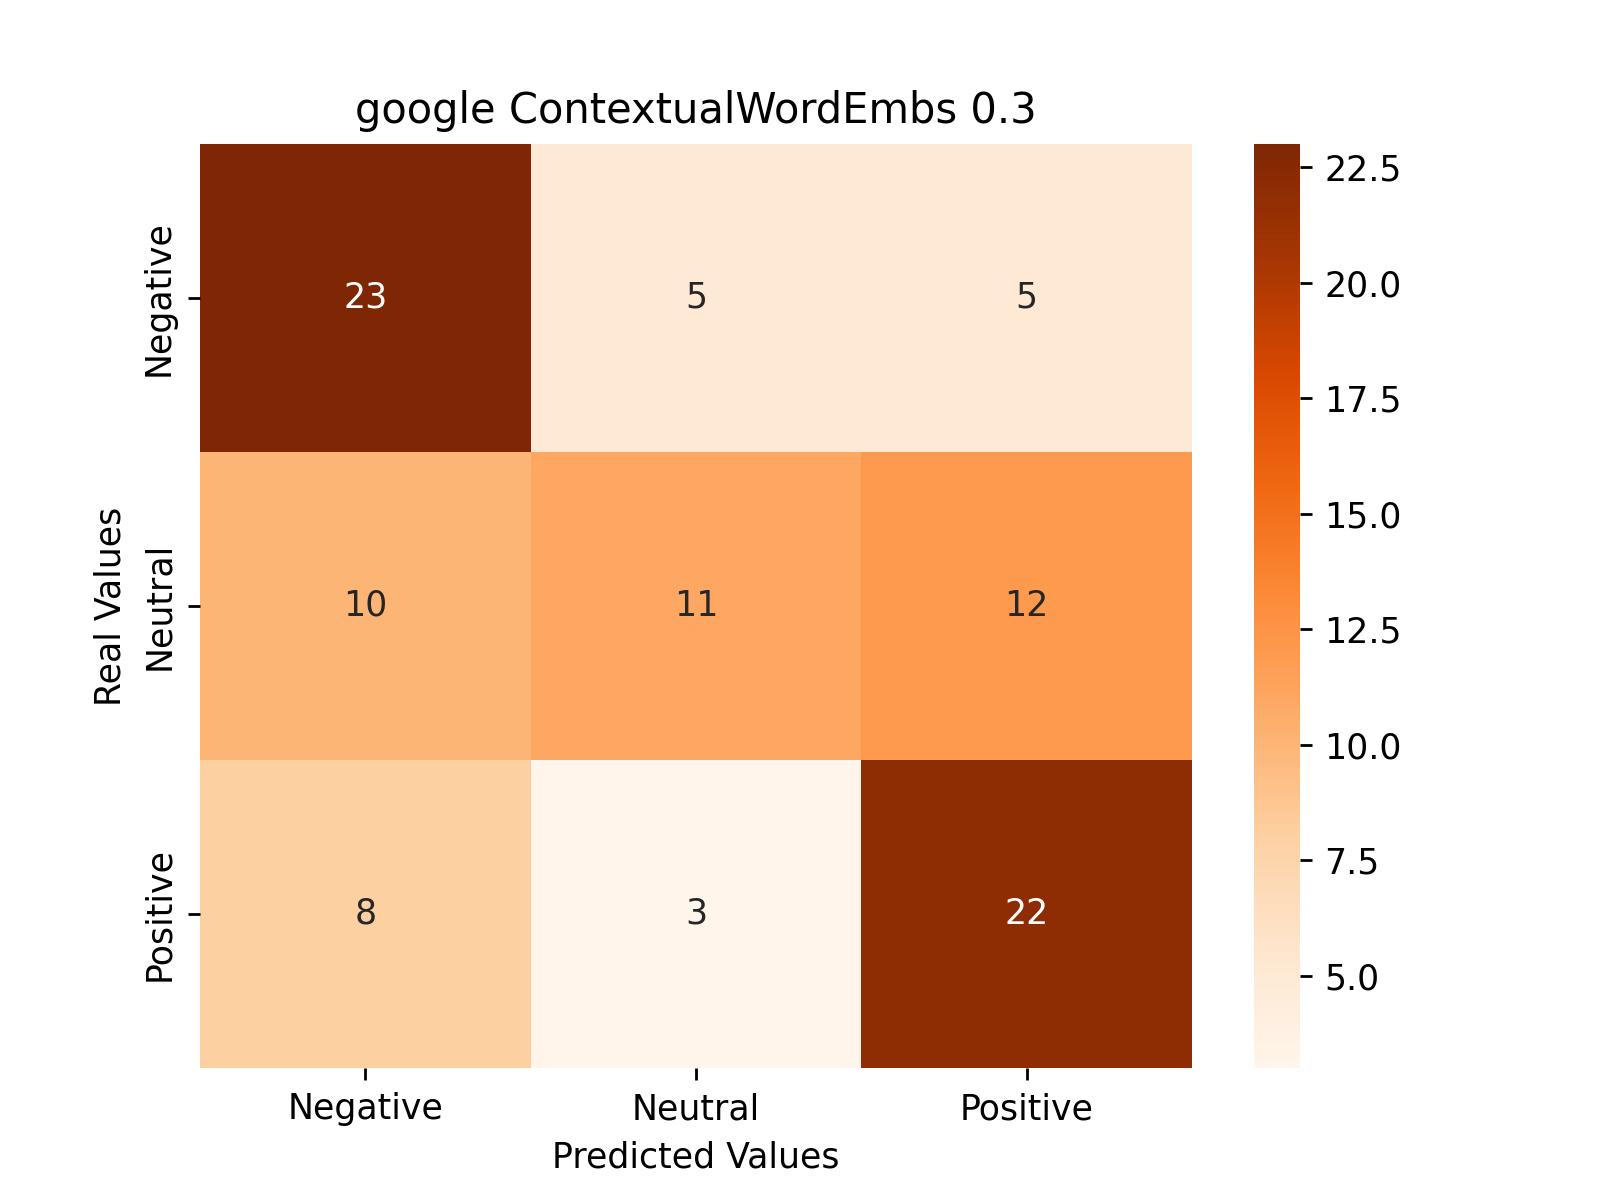 google ContextualWordEmbs 0.3
Real Values
Negative
23 5 5
Neutral
10 11 12
Positive
8 3 22
Negative Neutral Positive
Predicted Values
22.5
20.0
17.5
15.0
12.5
10.0
7.5
5.0